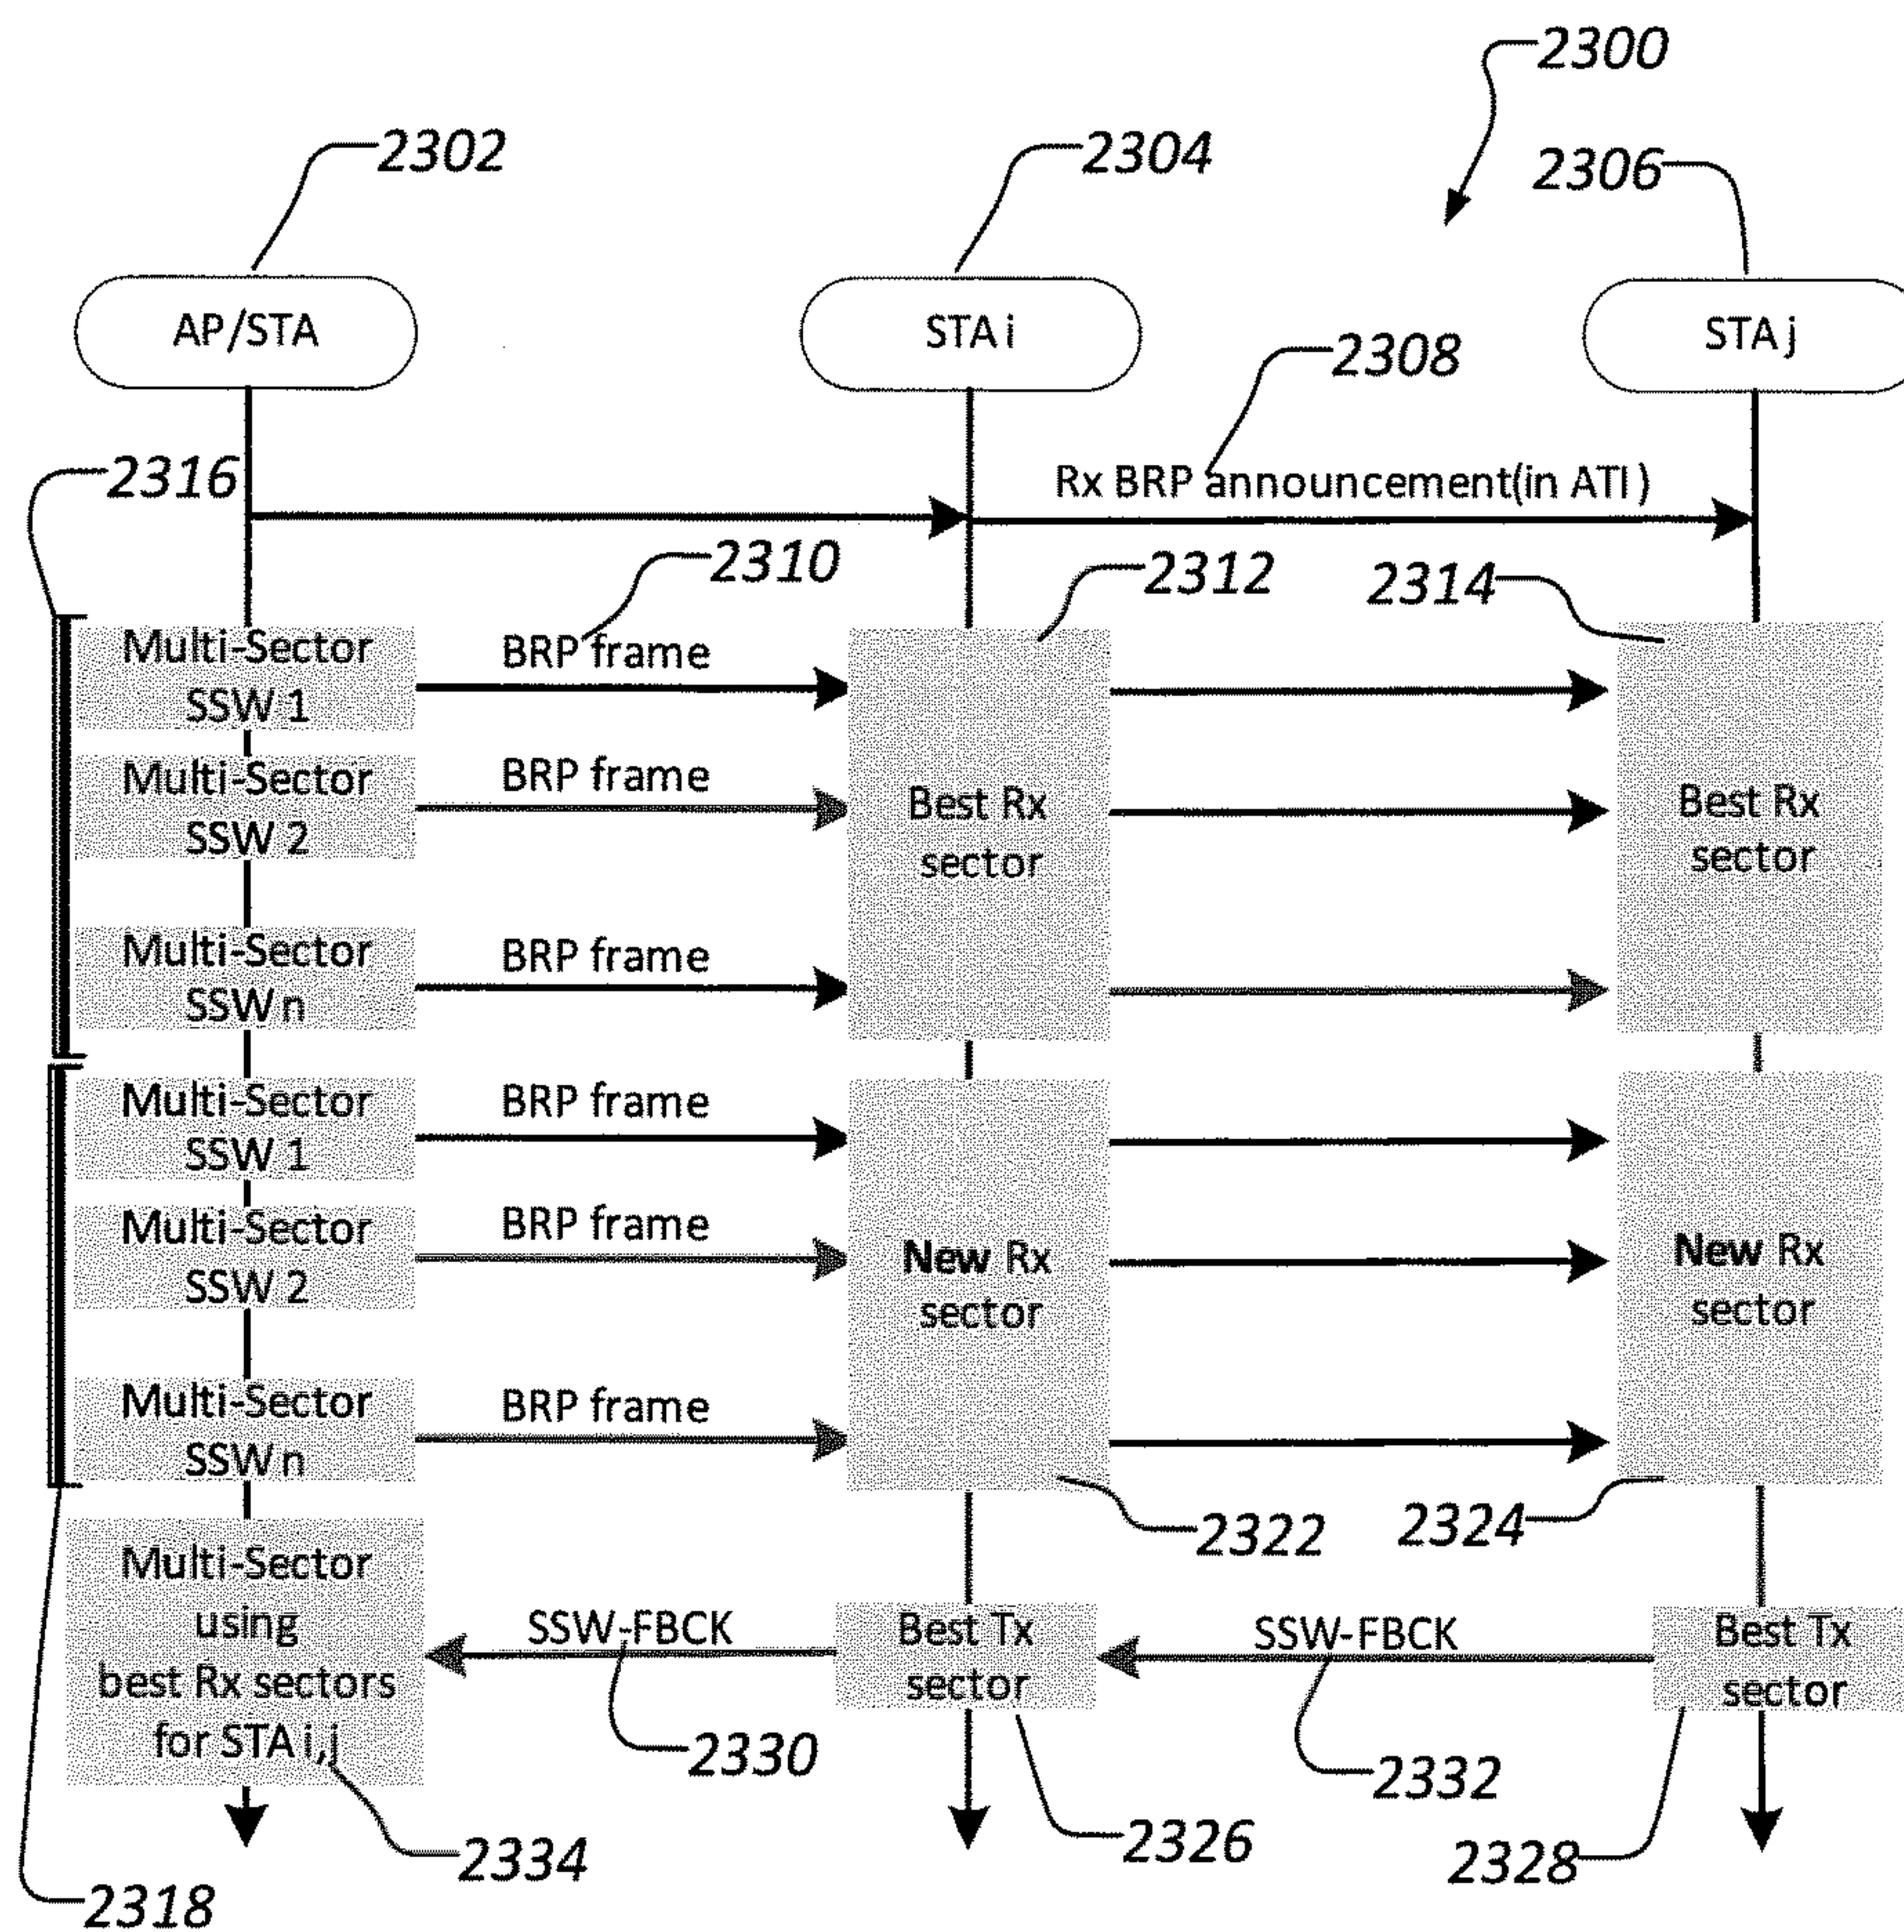 2300
2302
2304
2306
AP/STA
STA i
STA j
2308
2316
Rx BRP announcement(in ATI)
2310
2312
2314
Multi-Sector
SSW 1
BRP frame
Multi-Sector
SSW 2
BRP frame
Best Rx
sector
Best Rx
sector
Multi-Sector
SSW n
BRP frame
Multi-Sector
SSW 1
BRP frame
Multi-Sector
SSW 2
BRP frame
New Rx
sector
New Rx
sector
Multi-Sector
SSW n
BRP frame
2322
2324
Multi-Sector
using
best Rx sectors
for STA i,j
SSW-FBCK
Best Tx
sector
SSW-FBCK
Best Tx
sector
2330
2332
2334
2326
2328
2318